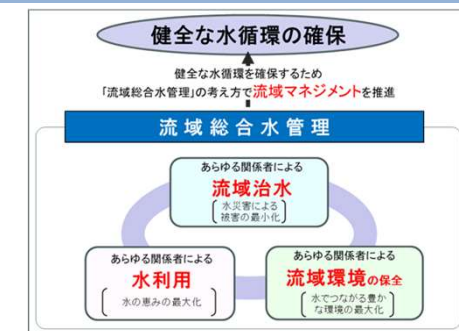 健全な水循環の確保
健全な水循環を確保するため
「流域総合水管理」の考え方で流域マネジメントを推進
流域総合水管理
あらゆる関係者による
流域治水
水災害による
被害の最小化
あらゆる関係者による
水利用
水の恵みの最大化
あらゆる関係者による
流域環境の保全
水でつながる豊か
な環境の最大化